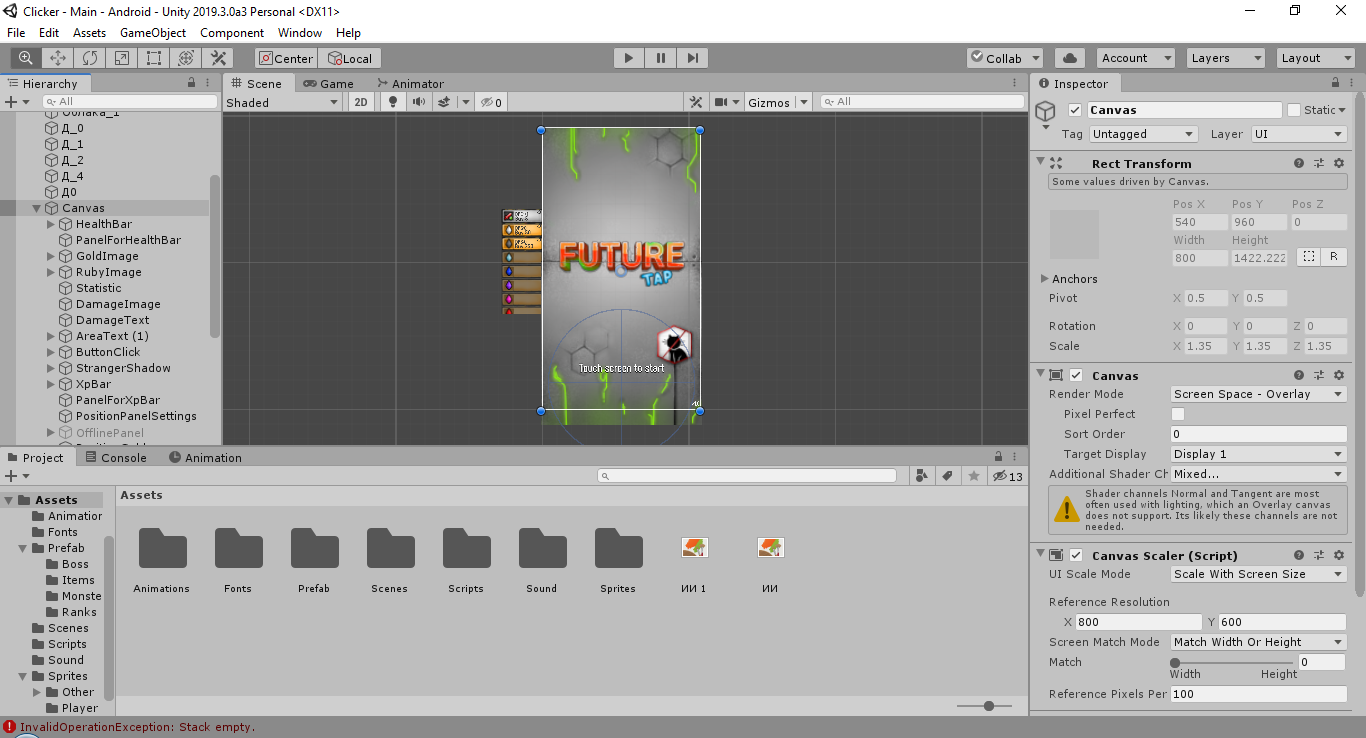 Clicker - Main - Android - Unity 2019.3.0a3 Personal <DX11>
File Edit Assets GameObject Component Window Help
Center Local Collab Account Layers Layout
Hierarchy
All
Облака_1
Д_0
Д_1
Д_2
Д_4
Д0
Canvas
HealthBar
PanelForHealthBar
GoldImage
RubyImage
Statistic
DamageImage
DamageText
AreaText (1)
ButtonClick
StrangerShadow
XpBar
PanelForXpBar
PositionPanelSettings
OfflinePanel
Scene Game Animator
Shaded 2D 0 Gizmos All
FUTURE
TAP
Touch screen to start
Inspector
Canvas Static
Tag Untagged Layer UI
Rect Transform
Some values driven by Canvas.
Pos X Pos Y Pos Z
540 960 0
Width Height
800 1422.222 R
Anchors
Pivot X 0.5 Y 0.5
Rotation X 0 Y 0 Z 0
Scale X 1.35 Y 1.35 Z 1.35
Canvas
Render Mode Screen Space - Overlay
Pixel Perfect
Sort Order 0
Target Display Display 1
Additional Shader Ch Mixed...
Shader channels Normal and Tangent are most
often used with lighting, which an Overlay canvas
does not support. Its likely these channels are not
needed.
Canvas Scaler (Script)
UI Scale Mode Scale With Screen Size
Reference Resolution
X 800 Y 600
Screen Match Mode Match Width Or Height
Match 0
Width Height
Reference Pixels Per 100
Project Console Animation
13
Assets
Animation
Fonts
Prefab
Boss
Items
Monste
Ranks
Scenes
Scripts
Sound
Sprites
Other
Player
Assets
Animations Fonts Prefab Scenes Scripts Sound Sprites ИИ 1 ИИ
InvalidOperationException: Stack empty.